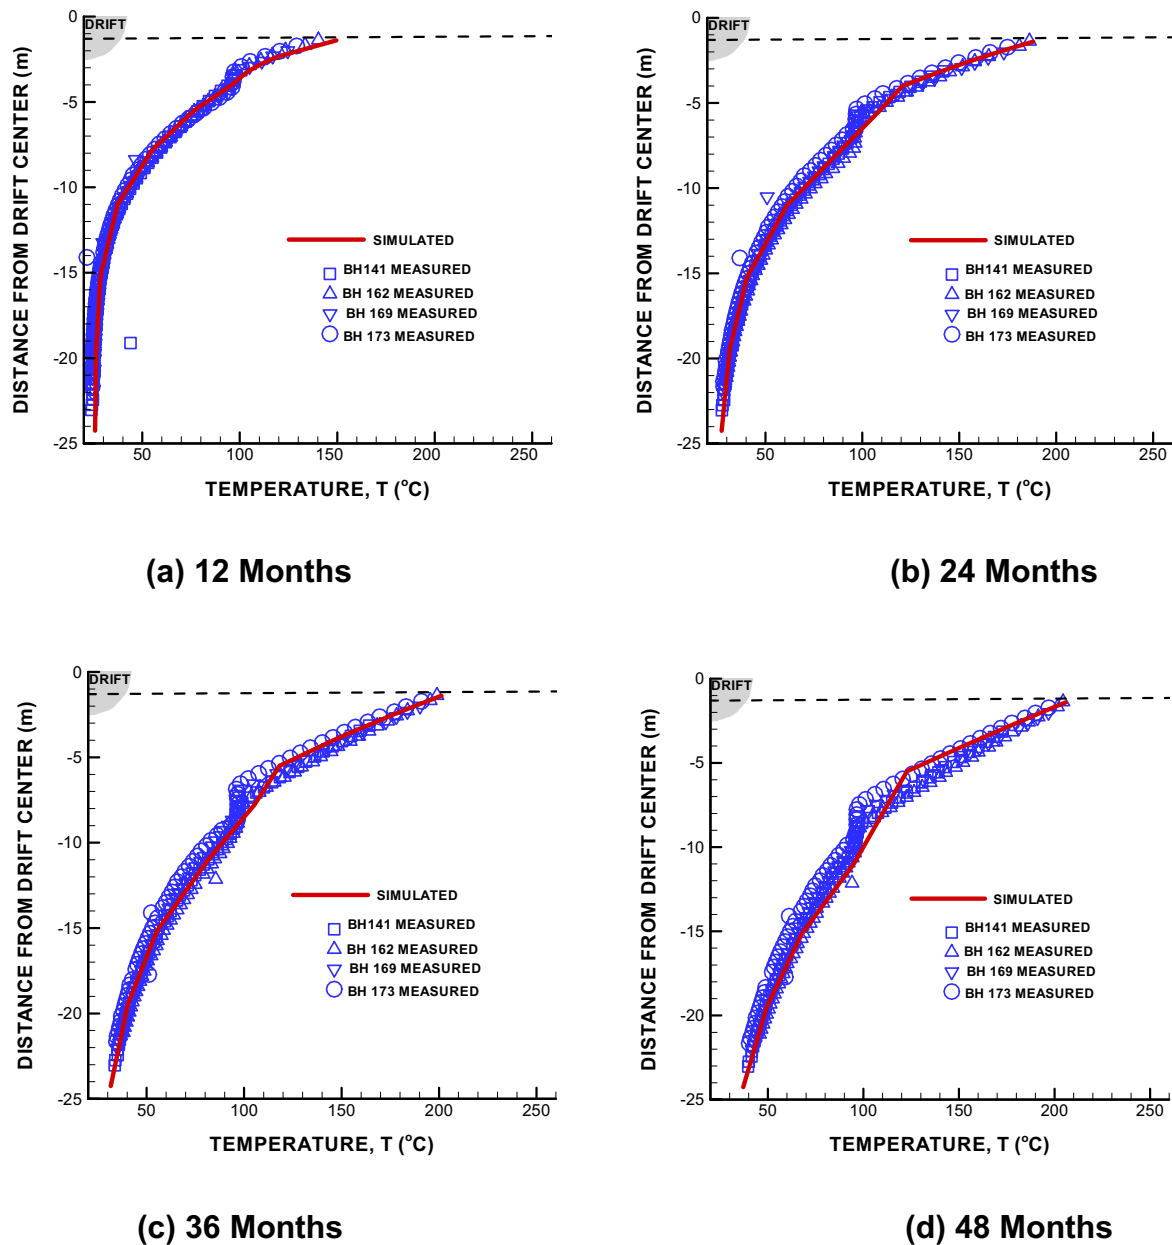 0
DRIFT
-5
-10
-15
-20
-25
DISTANCE FROM DRIFT CENTER (m)
SIMULATED
BH141 MEASURED
BH 162 MEASURED
BH 169 MEASURED
BH 173 MEASURED
50 100 150 200 250
TEMPERATURE, T (°C)
(a) 12 Months
0
DRIFT
-5
-10
-15
-20
-25
DISTANCE FROM DRIFT CENTER (m)
SIMULATED
BH141 MEASURED
BH 162 MEASURED
BH 169 MEASURED
BH 173 MEASURED
50 100 150 200 250
TEMPERATURE, T (°C)
(b) 24 Months
0
DRIFT
-5
-10
-15
-20
-25
DISTANCE FROM DRIFT CENTER (m)
SIMULATED
BH141 MEASURED
BH 162 MEASURED
BH 169 MEASURED
BH 173 MEASURED
50 100 150 200 250
TEMPERATURE, T (°C)
(c) 36 Months
0
DRIFT
-5
-10
-15
-20
-25
DISTANCE FROM DRIFT CENTER (m)
SIMULATED
BH141 MEASURED
BH 162 MEASURED
BH 169 MEASURED
BH 173 MEASURED
50 100 150 200 250
TEMPERATURE, T (°C)
(d) 48 Months